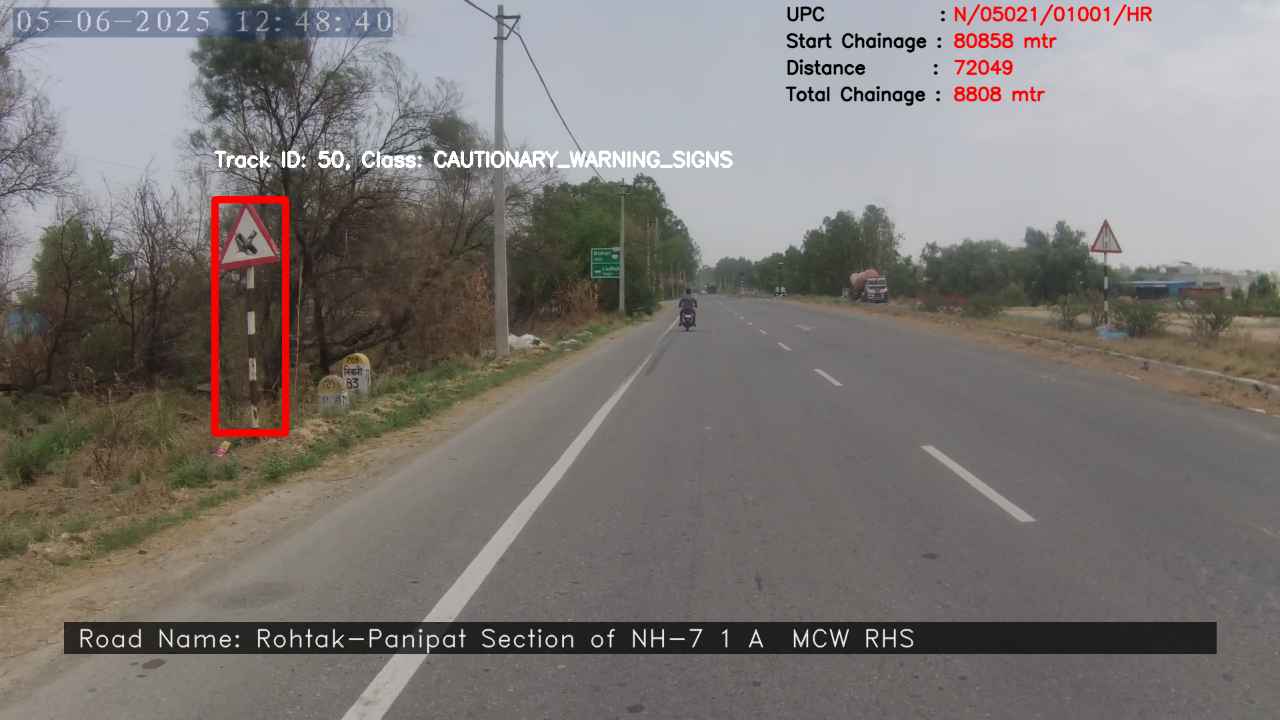 05-06-2025 12:48:40
UPC : N/05021/01001/HR
Start Chainage : 80858 mtr
Distance : 72049
Total Chainage : 8808 mtr
Track ID: 50, Class: CAUTIONARY_WARNING_SIGNS
83
Road Name: Rohtak-Panipat Section of NH-7 1 A MCW RHS